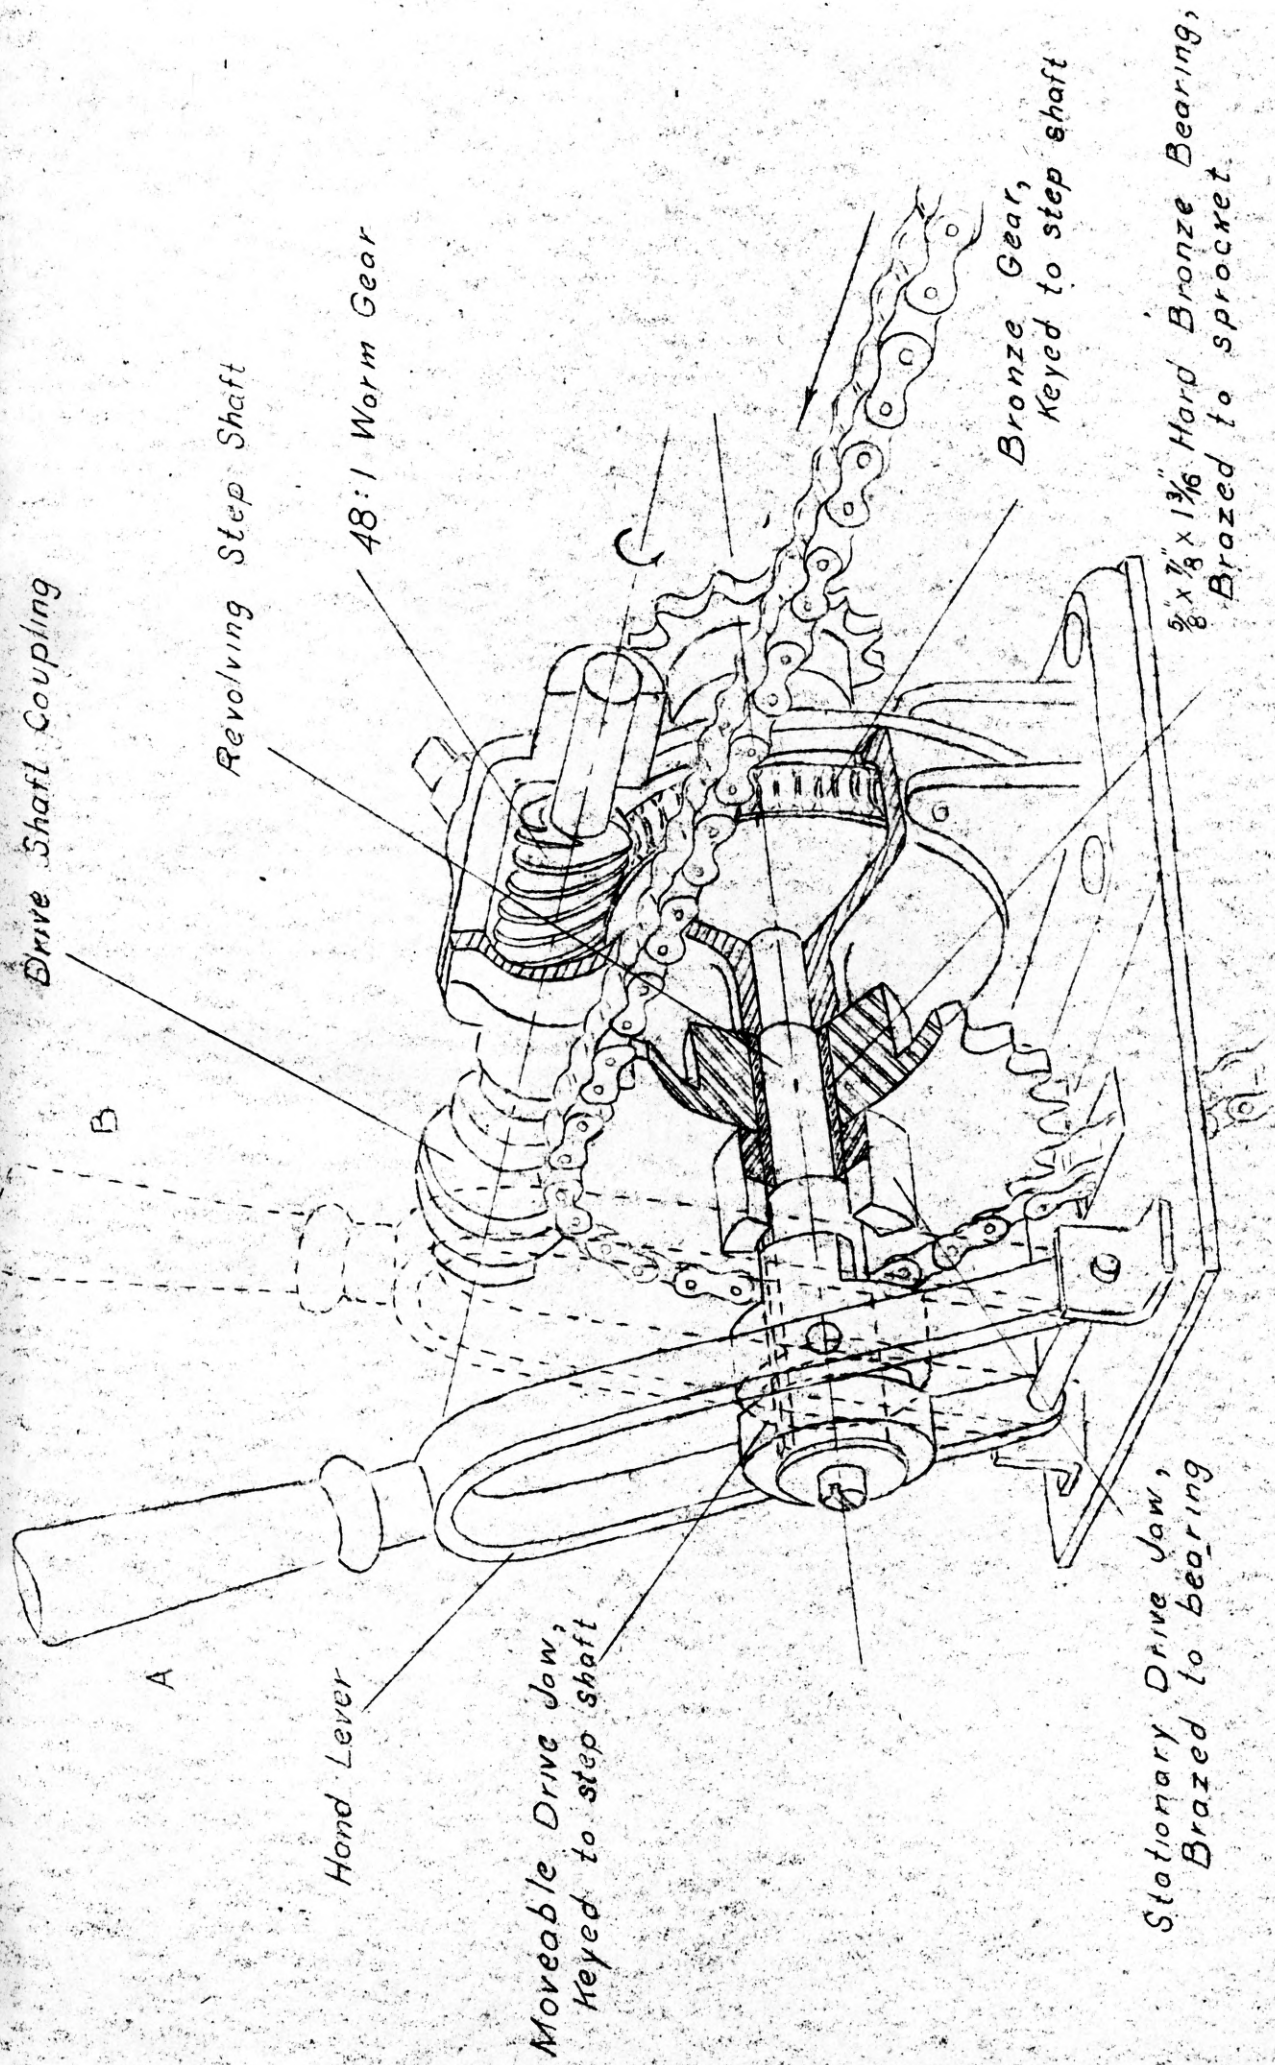 Drive Shaft Coupling
Revolving Step Shaft
48:1 Worm Gear
B
A
Hand Lever
Moveable Drive Jaw,
Keyed to step shaft
Bronze Gear,
Keyed to step shaft
5/8" x 7/8" x 1 3/16" Hard Bronze Bearing,
Brazed to sprocket.
Stationary Drive Jaw,
Brazed to bearing